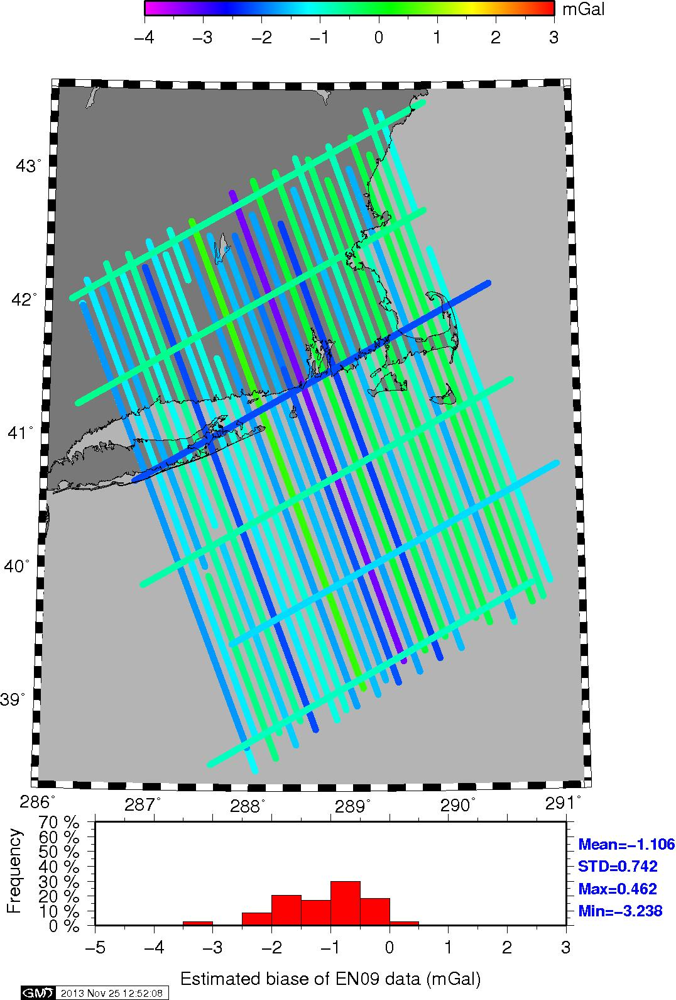 mGal
−4 −3 −2 −1 0 1 2 3
43°
42°
41°
40°
39°
286° 287° 288° 289° 290° 291°
Frequency
70 %
60 %
50 %
40 %
30 %
20 %
10 %
0 %
Mean=−1.106
STD=0.742
Max=0.462
Min=−3.238
−5 −4 −3 −2 −1 0 1 2 3
Estimated biase of EN09 data (mGal)
GMT 2013 Nov 25 12:52:08